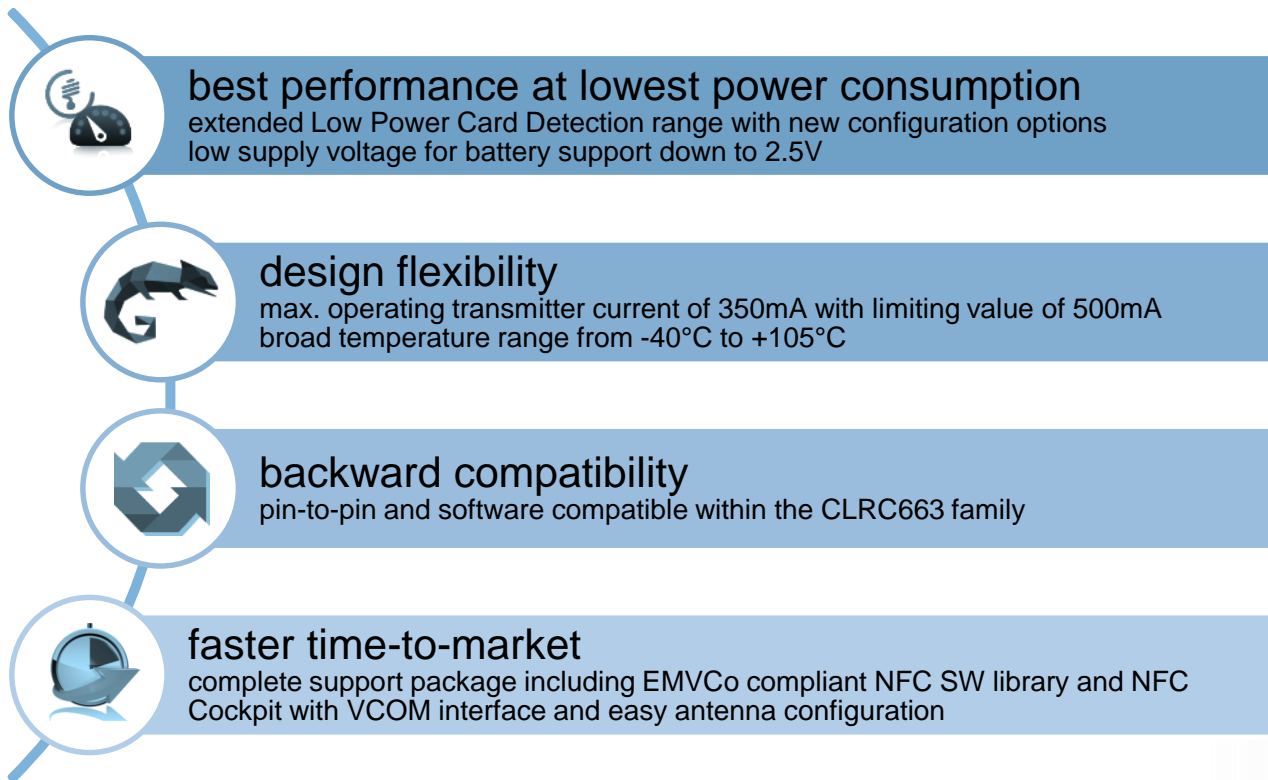 best performance at lowest power consumption
extended Low Power Card Detection range with new configuration options
low supply voltage for battery support down to 2.5V
design flexibility
max. operating transmitter current of 350mA with limiting value of 500mA
broad temperature range from -40°C to +105°C
backward compatibility
pin-to-pin and software compatible within the CLRC663 family
faster time-to-market
complete support package including EMVCo compliant NFC SW library and NFC
Cockpit with VCOM interface and easy antenna configuration